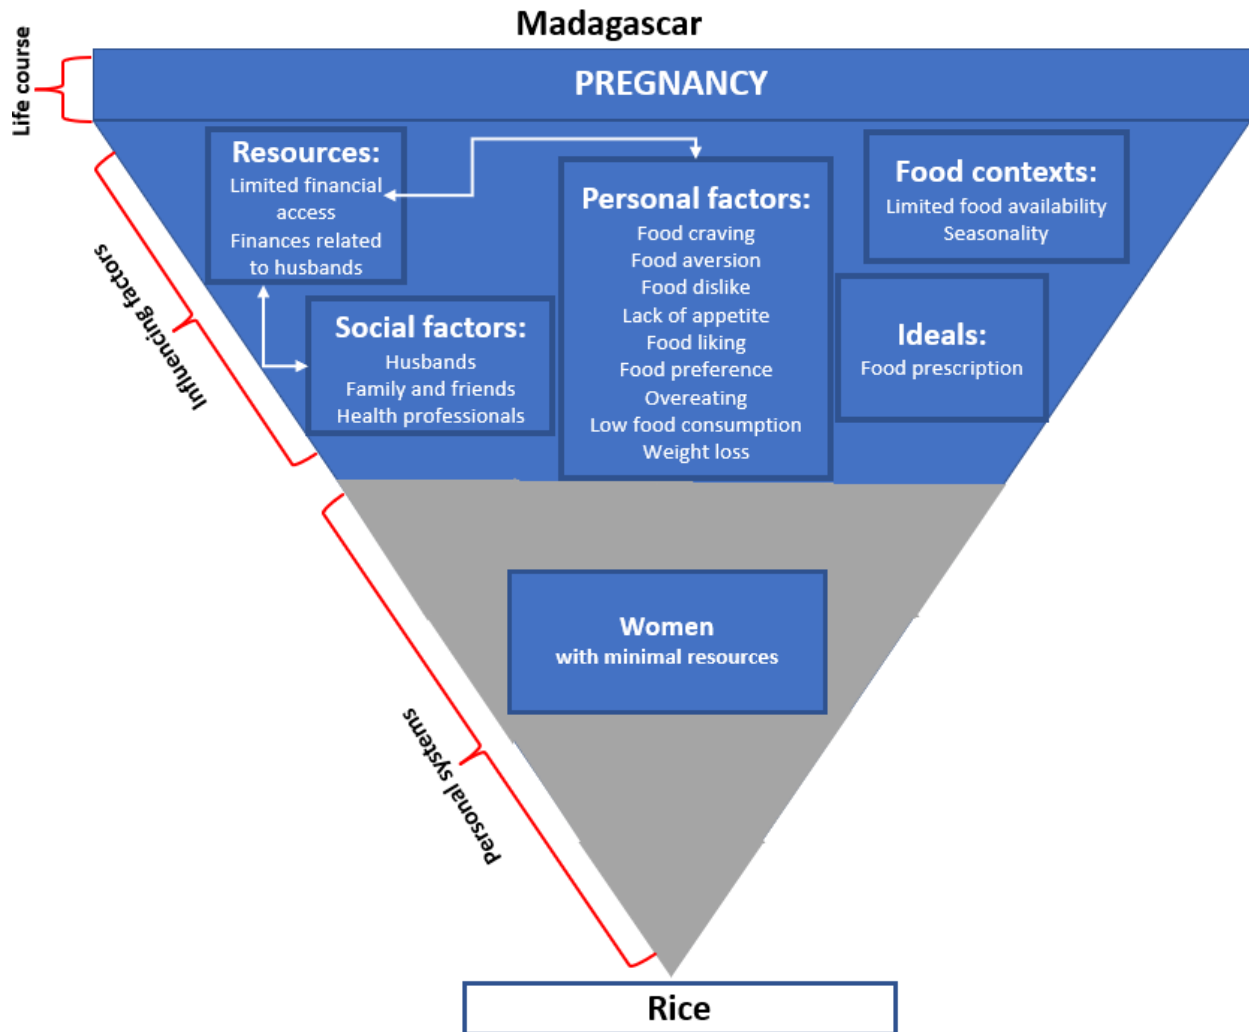 Madagascar
Life course
PREGNANCY
Influencing factors
Resources:
Limited financial
access
Finances related
to husbands
Social factors:
Husbands
Family and friends
Health professionals
Personal factors:
Food craving
Food aversion
Food dislike
Lack of appetite
Food liking
Food preference
Overeating
Low food consumption
Weight loss
Food contexts:
Limited food availability
Seasonality
Ideals:
Food prescription
Personal systems
Women
with minimal resources
Rice